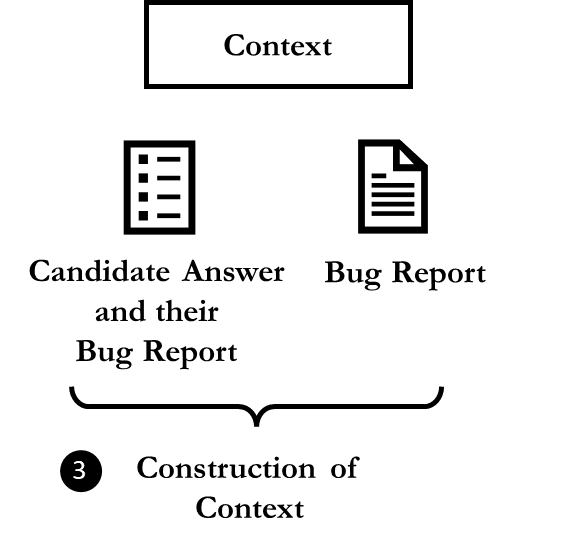 Context
Candidate Answer
and their
Bug Report
Bug Report
3
Construction of
Context